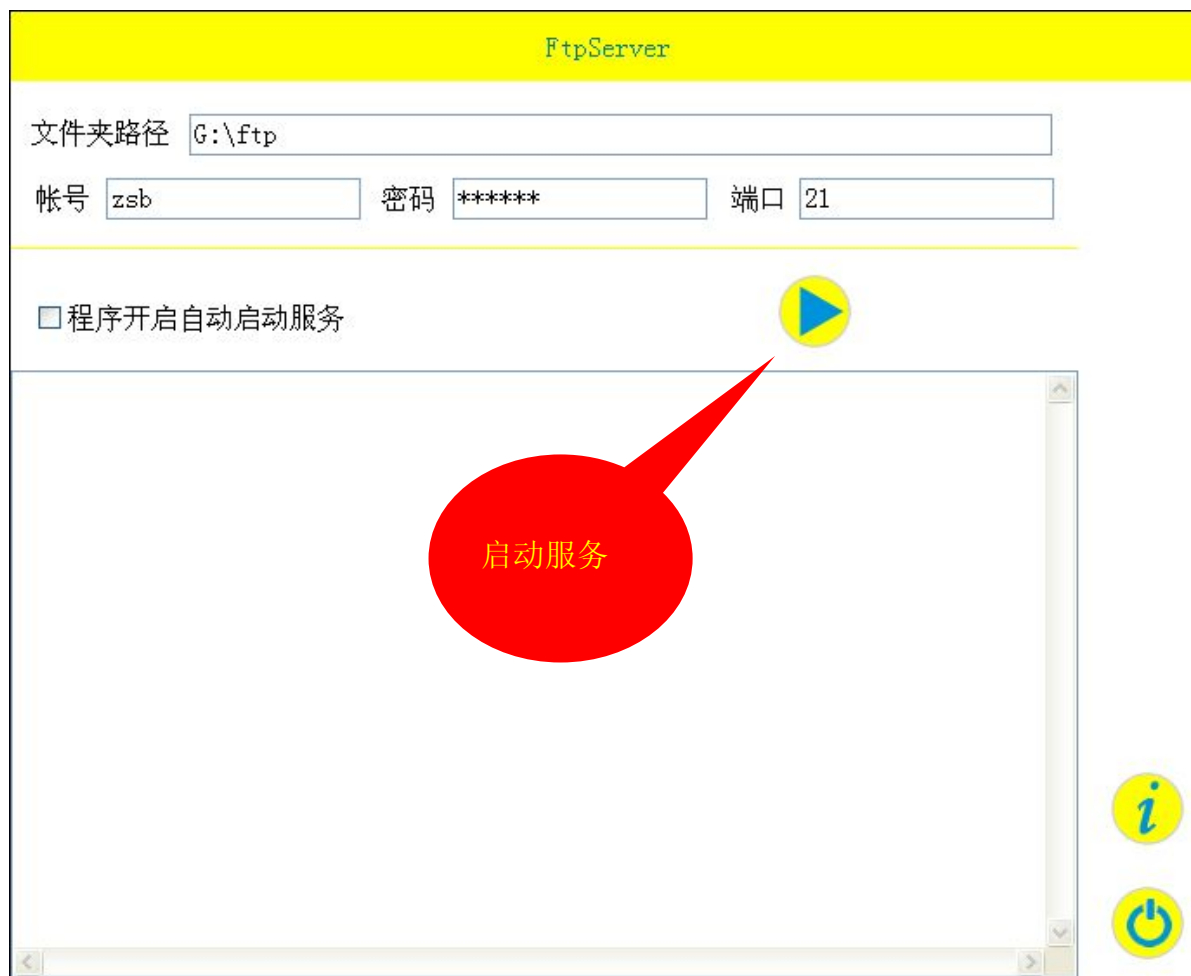 FtpServer
文件夹路径 G:\ftp
帐号 zsb 密码 ****** 端口 21
程序开启自动启动服务
启动服务
i